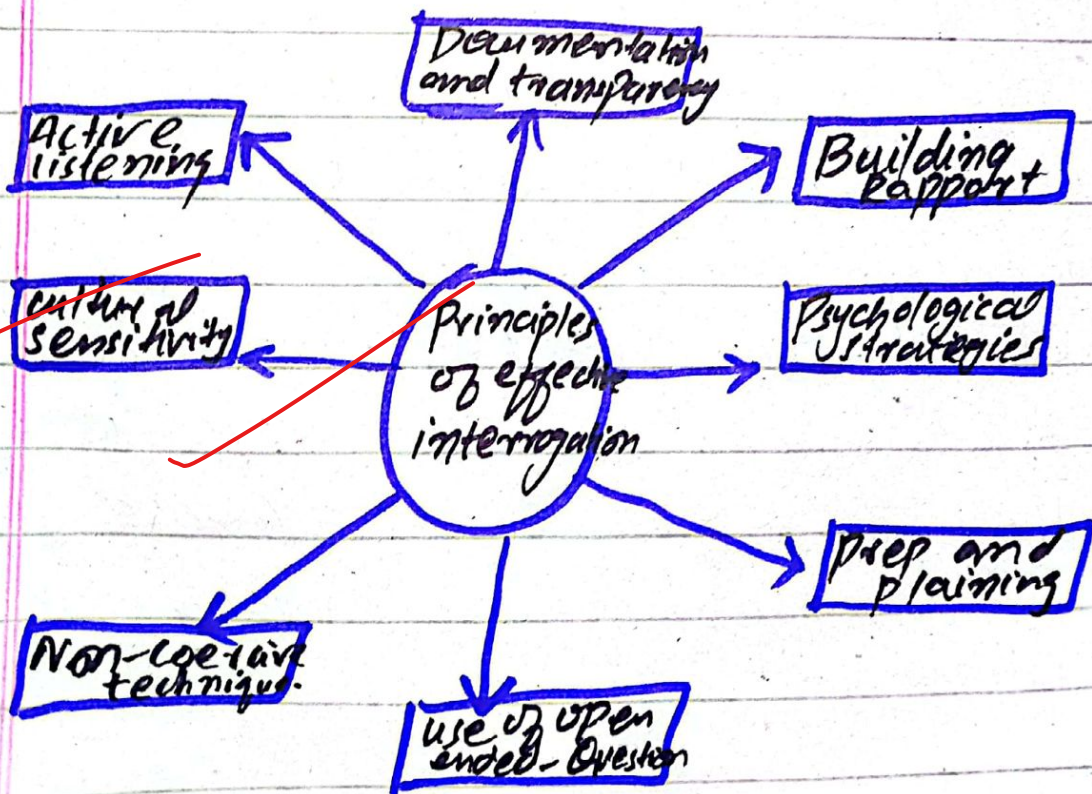 Documentation
and transparency
Active
listening
Building
Rapport
cultural
sensitivity
Principles
of effective
interrogation
Psychological
strategies
prep and
plaining
Non-coercive
technique.
use of open
ended-Question